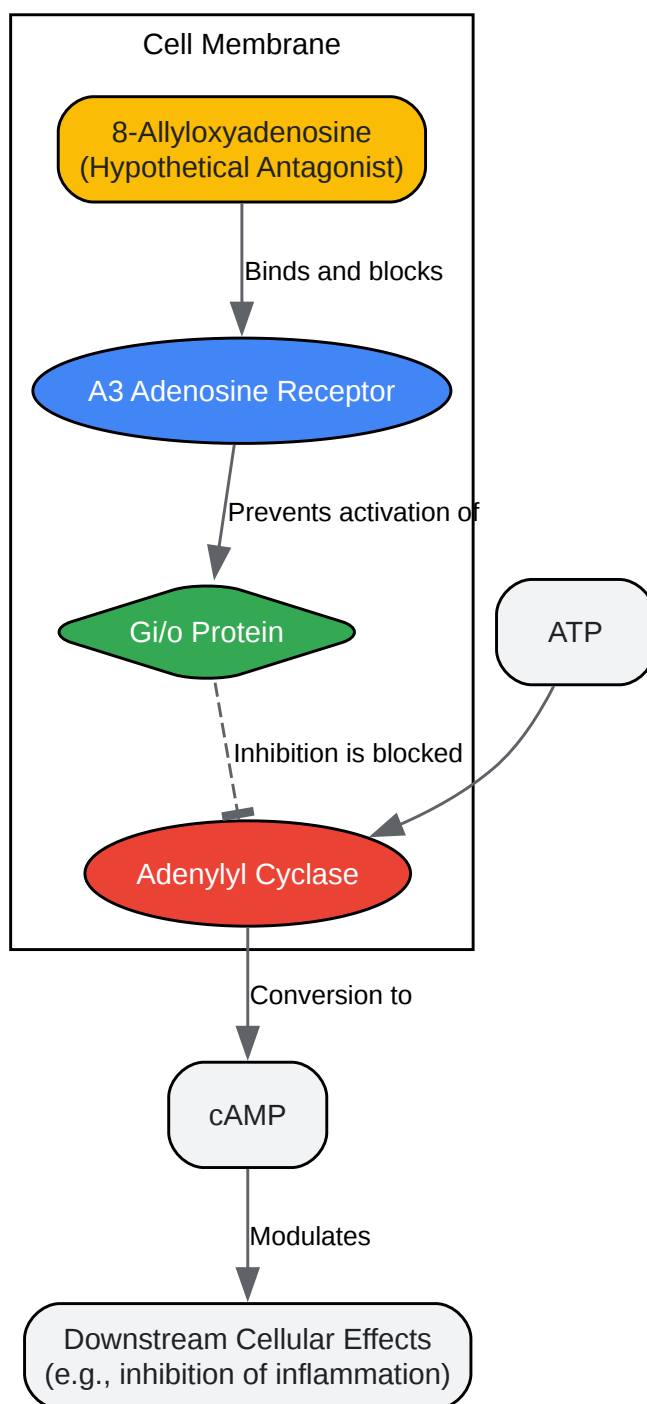 Cell Membrane
8-Allyloxyadenosine
(Hypothetical Antagonist)
Binds and blocks
A3 Adenosine Receptor
Prevents activation of
Gi/o Protein
ATP
Inhibition is blocked
Adenylyl Cyclase
Conversion to
cAMP
Modulates
Downstream Cellular Effects
(e.g., inhibition of inflammation)